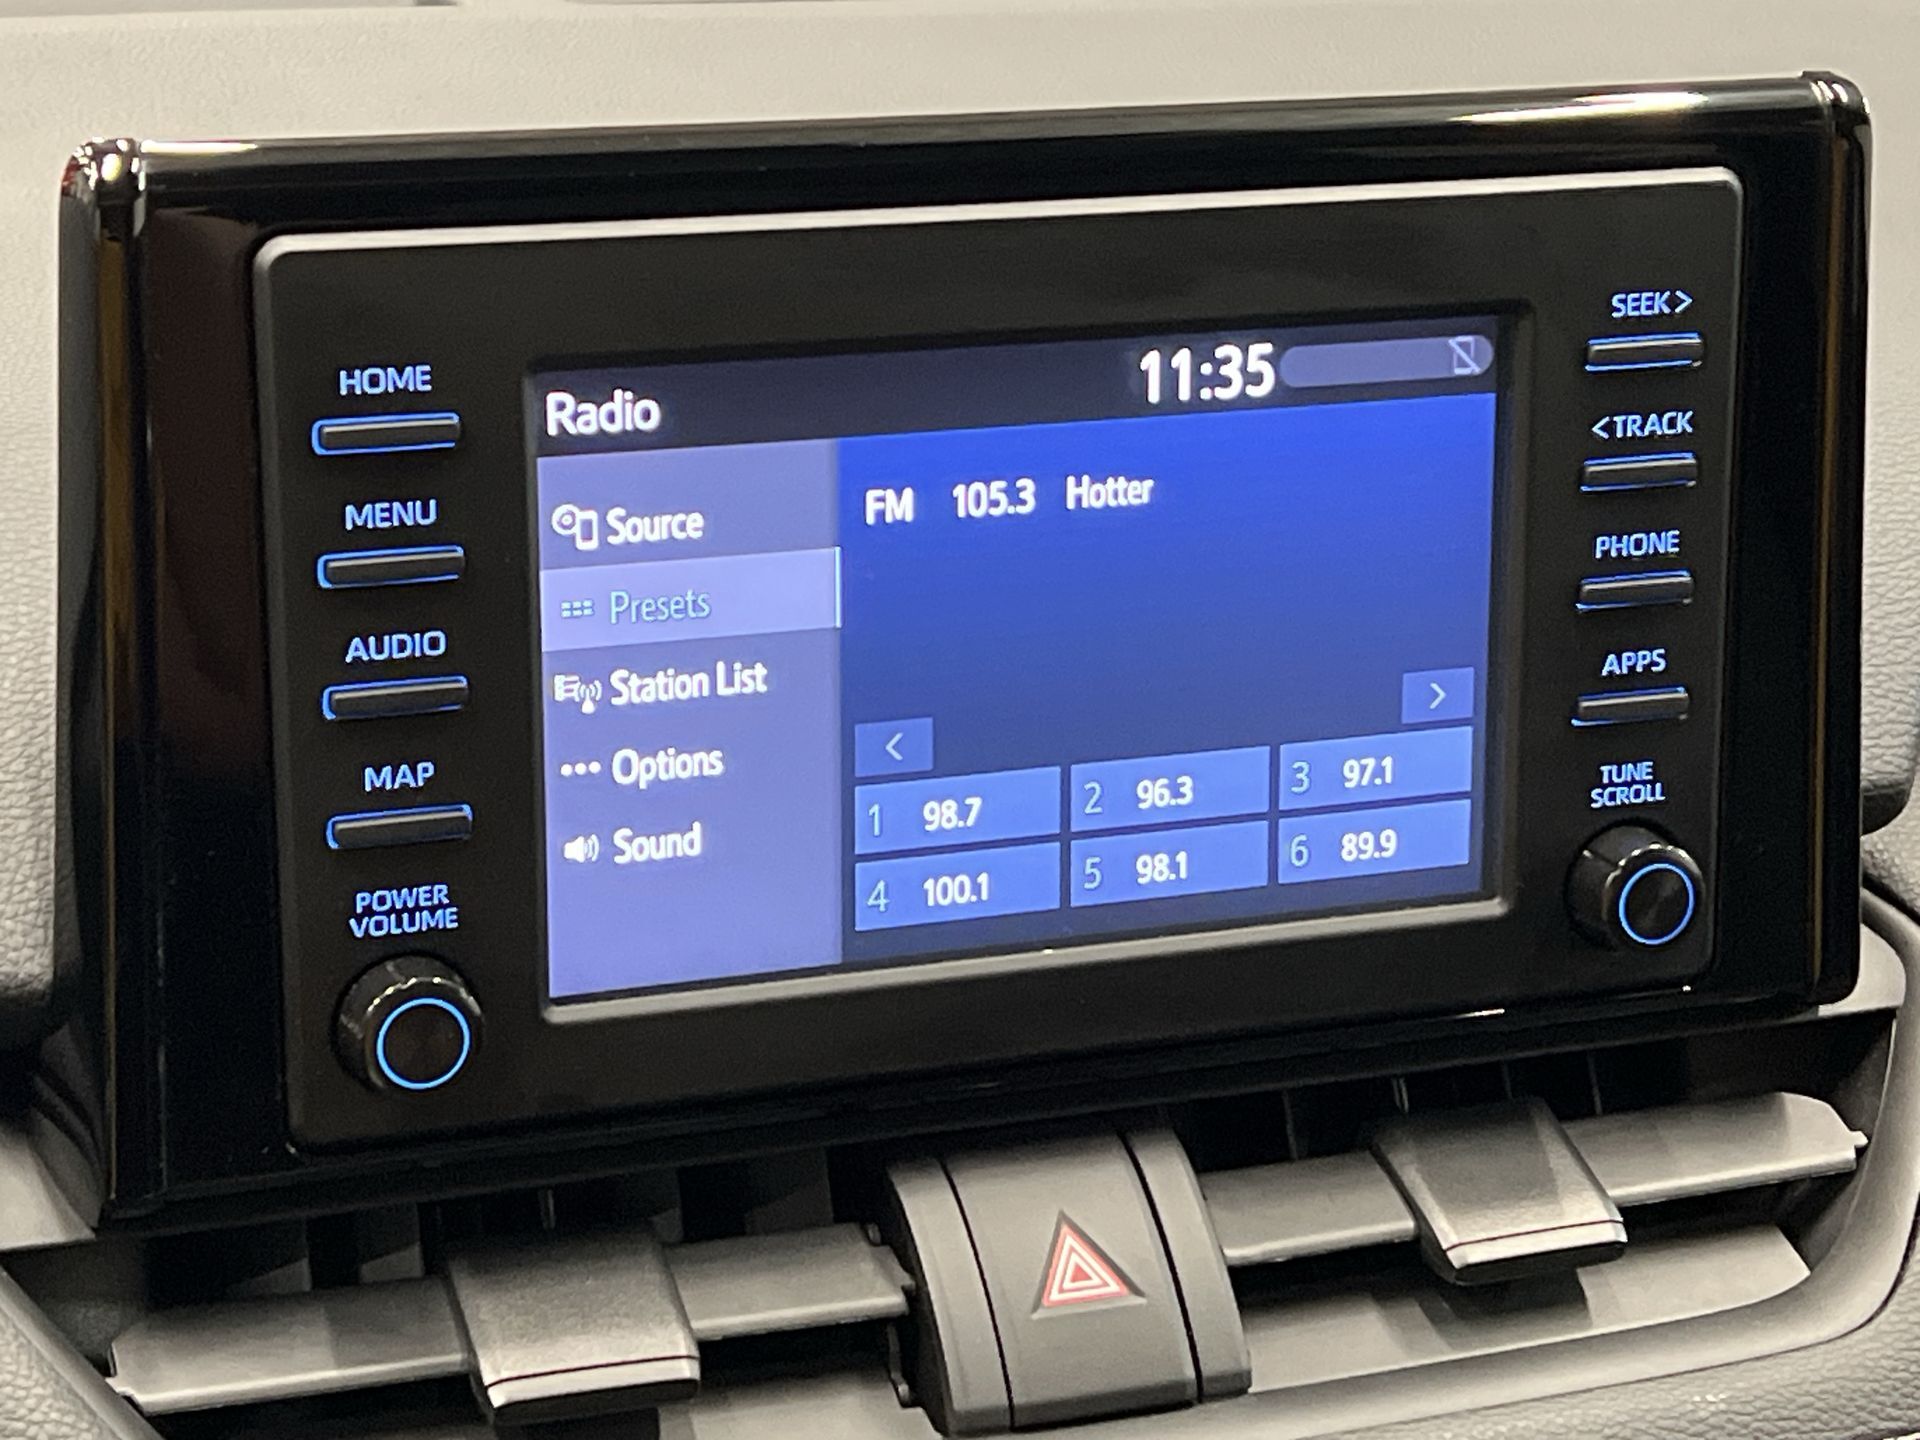 HOME
MENU
AUDIO
MAP
POWER
VOLUME
Radio
11:35
Source
Presets
Station List
Options
Sound
FM 105.3 Hotter
<
>
1 98.7
2 96.3
3 97.1
4 100.1
5 98.1
6 89.9
SEEK>
<TRACK
PHONE
APPS
TUNE
SCROLL